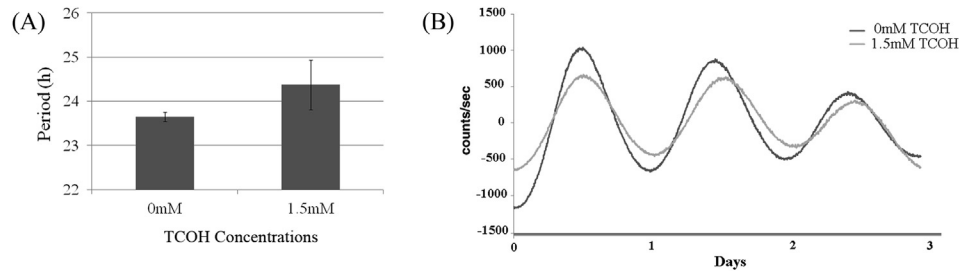 (A)
Period (h)
26
25
24
23
22
0mM
1.5mM
TCOH Concentrations
(B)
counts/sec
1500
1000
500
0
-500
-1000
-1500
0
1
2
3
Days
0mM TCOH
1.5mM TCOH